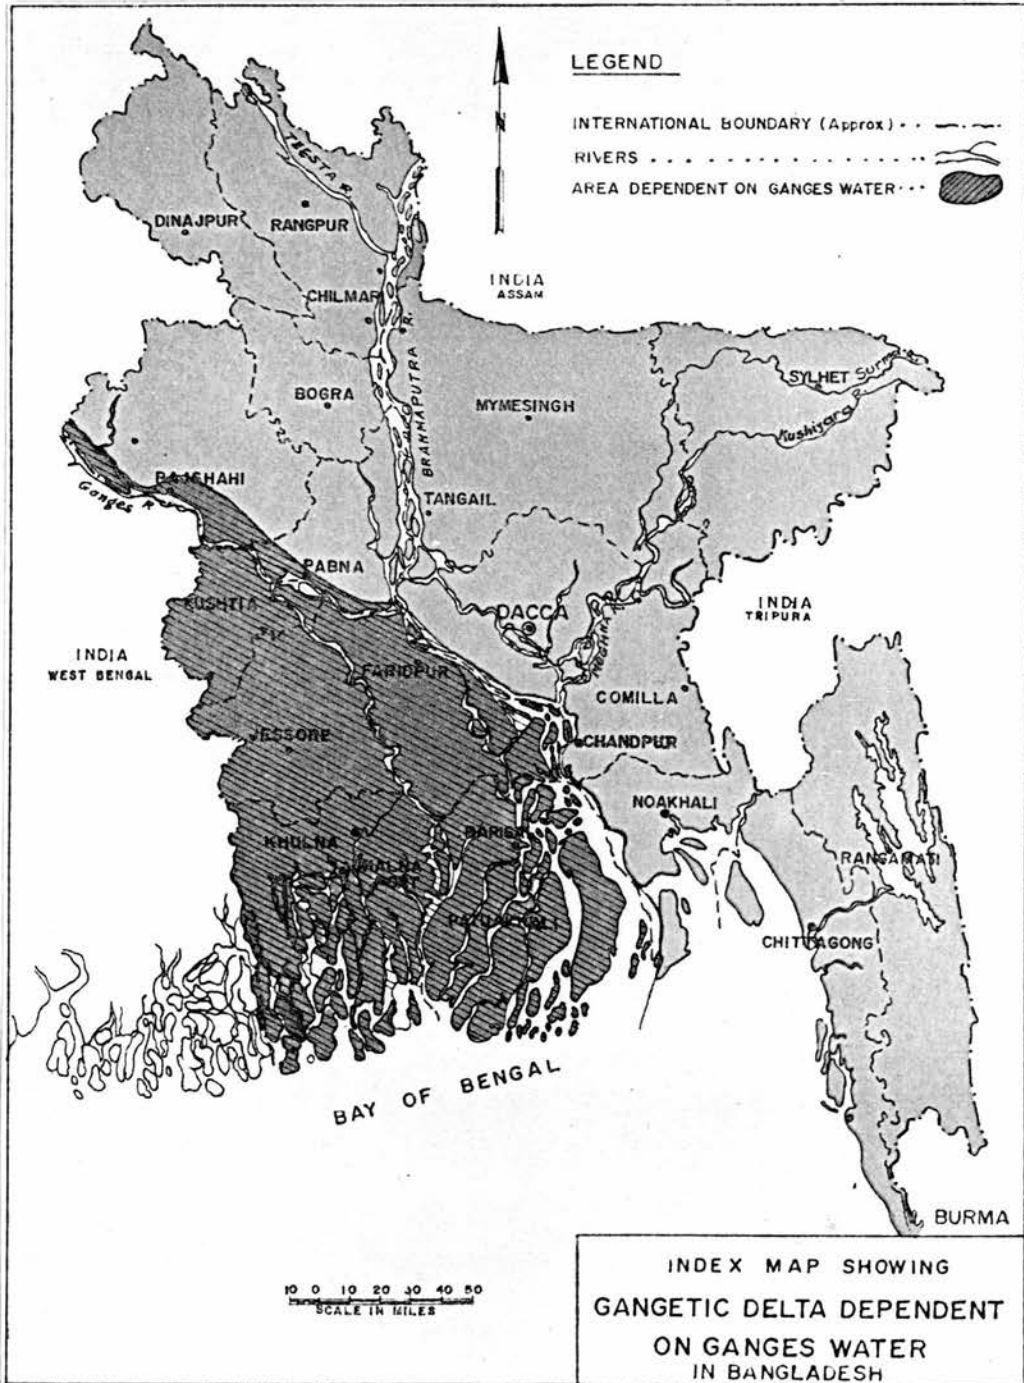 LEGEND
INTERNATIONAL BOUNDARY (Approx)
RIVERS
AREA DEPENDENT ON GANGES WATER
TEESTA R.
DINAJPUR
RANGPUR
INDIA
ASSAM
CHILMARI
BRAHMAPUTRA R.
SYLHET
Surma R.
BOGRA
MYMESINGH
Kushiyara R.
RAJSHAHI
Ganges R
TANGAIL
PABNA
KUSHTIA
DACCA
INDIA
TRIPURA
MEGHNA R.
INDIA
WEST BENGAL
FARIDPUR
COMILLA
JESSORE
CHANDPUR
NOAKHALI
KHULNA
BARISAL
RANGAMATI
PATUAKHALI
CHITTAGONG
BAY OF BENGAL
BURMA
10 0 10 20 30 40 50
SCALE IN MILES
INDEX MAP SHOWING
GANGETIC DELTA DEPENDENT
ON GANGES WATER
IN BANGLADESH